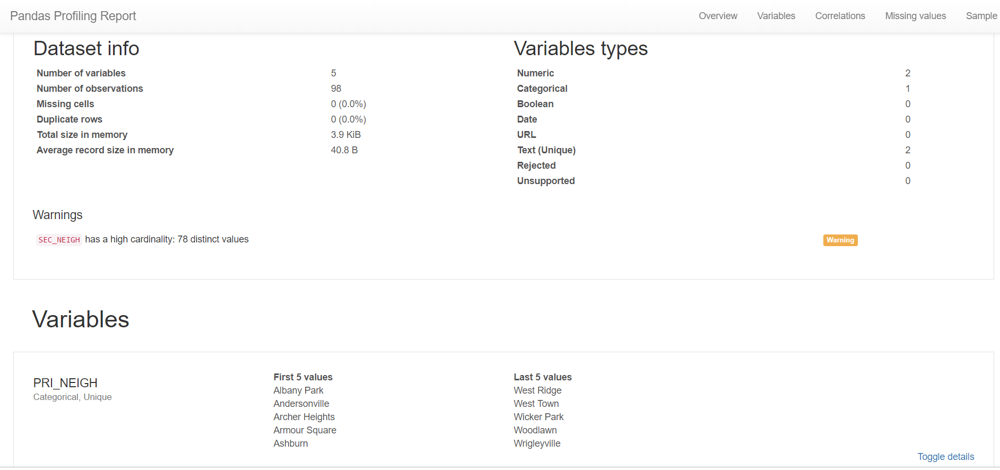 Pandas Profiling Report Overview Variables Correlations Missing values Sample
Dataset info
Number of variables 5
Number of observations 98
Missing cells 0 (0.0%)
Duplicate rows 0 (0.0%)
Total size in memory 3.9 KiB
Average record size in memory 40.8 B
Variables types
Numeric 2
Categorical 1
Boolean 0
Date 0
URL 0
Text (Unique) 2
Rejected 0
Unsupported 0
Warnings
SEC_NEIGH has a high cardinality: 78 distinct values Warning
Variables
PRI_NEIGH
Categorical, Unique
First 5 values
Albany Park
Andersonville
Archer Heights
Armour Square
Ashburn
Last 5 values
West Ridge
West Town
Wicker Park
Woodlawn
Wrigleyville
Toggle details